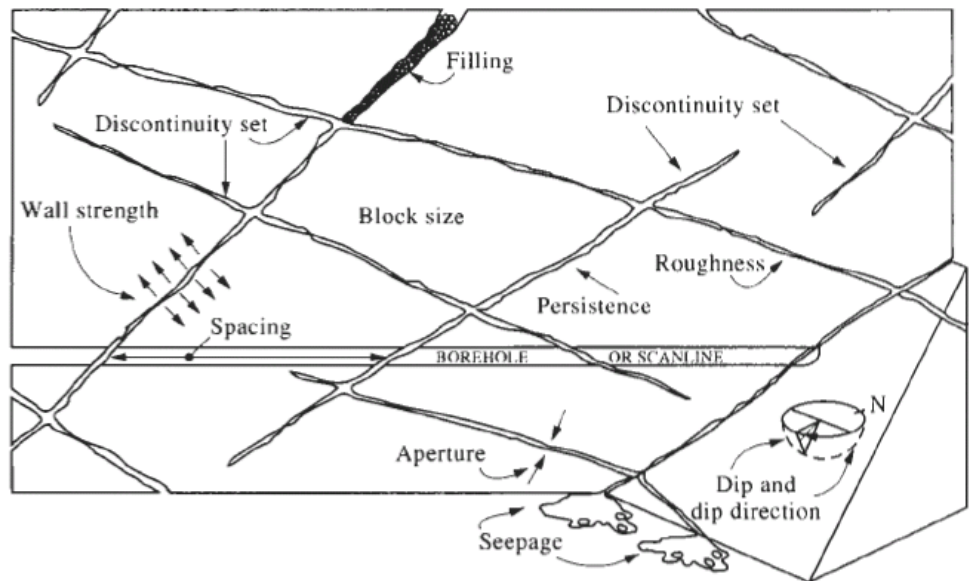 Filling
Discontinuity set
Discontinuity set
Wall strength
Block size
Roughness
Persistence
Spacing
BOREHOLE OR SCANLINE
N
Aperture
Dip and
dip direction
Seepage